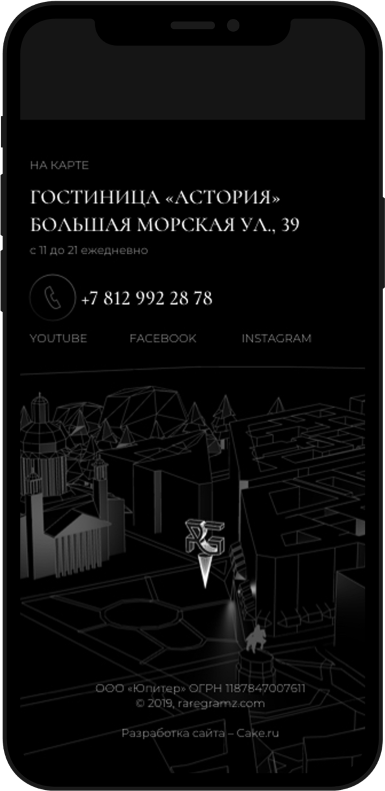 НА КАРТЕ
ГОСТИНИЦА «АСТОРИЯ»
БОЛЬШАЯ МОРСКАЯ УЛ., 39
с 11 до 21 ежедневно
+7 812 992 28 78
YOUTUBE FACEBOOK INSTAGRAM
RG
ООО «Юпитер» ОГРН 1187847007611
© 2019, raregramz.com
Разработка сайта – Cake.ru